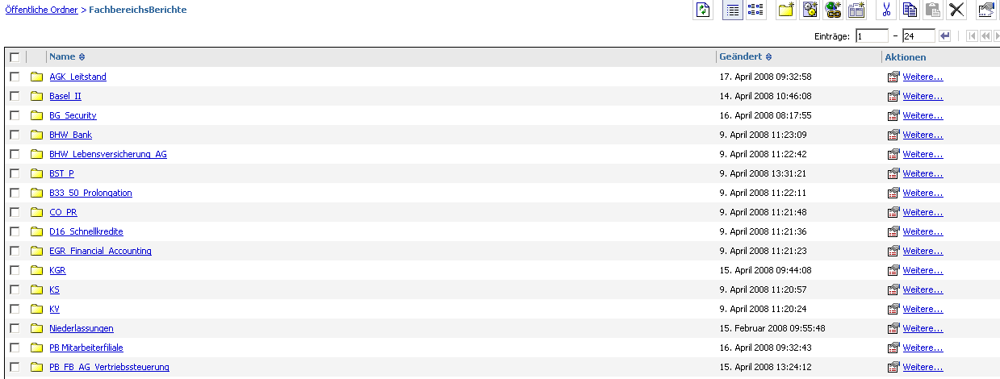 Öffentliche Ordner > FachbereichsBerichte
Einträge: 1 - 24
Name Geändert Aktionen
AGK_Leitstand 17. April 2008 09:32:58 Weitere...
Basel_II 14. April 2008 10:46:08 Weitere...
BG_Security 16. April 2008 08:17:55 Weitere...
BHW_Bank 9. April 2008 11:23:09 Weitere...
BHW_Lebensversicherung_AG 9. April 2008 11:22:42 Weitere...
BST_P 9. April 2008 13:31:21 Weitere...
B33_50_Prolongation 9. April 2008 11:22:11 Weitere...
CO_PR 9. April 2008 11:21:48 Weitere...
D16_Schnellkredite 9. April 2008 11:21:36 Weitere...
EGR_Financial_Accounting 9. April 2008 11:21:23 Weitere...
KGR 15. April 2008 09:44:08 Weitere...
KS 9. April 2008 11:20:57 Weitere...
KV 9. April 2008 11:20:24 Weitere...
Niederlassungen 15. Februar 2008 09:55:48 Weitere...
PB Mitarbeiterfiliale 16. April 2008 09:32:43 Weitere...
PB_FB_AG_Vertriebssteuerung 15. April 2008 13:24:12 Weitere...